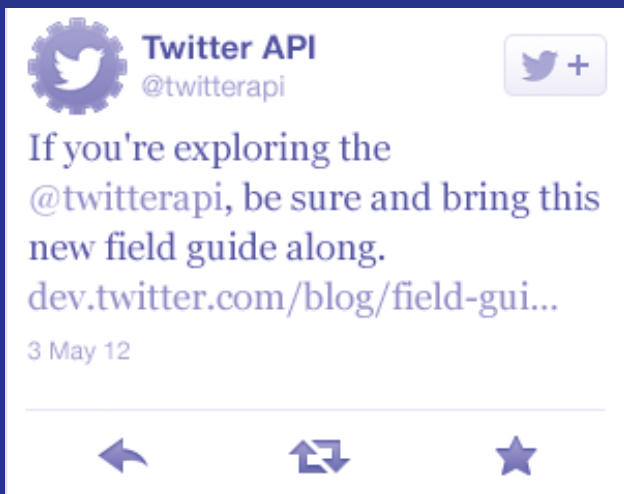 Twitter API
@twitterapi
+
If you're exploring the
@twitterapi, be sure and bring this
new field guide along.
dev.twitter.com/blog/field-gui...
3 May 12